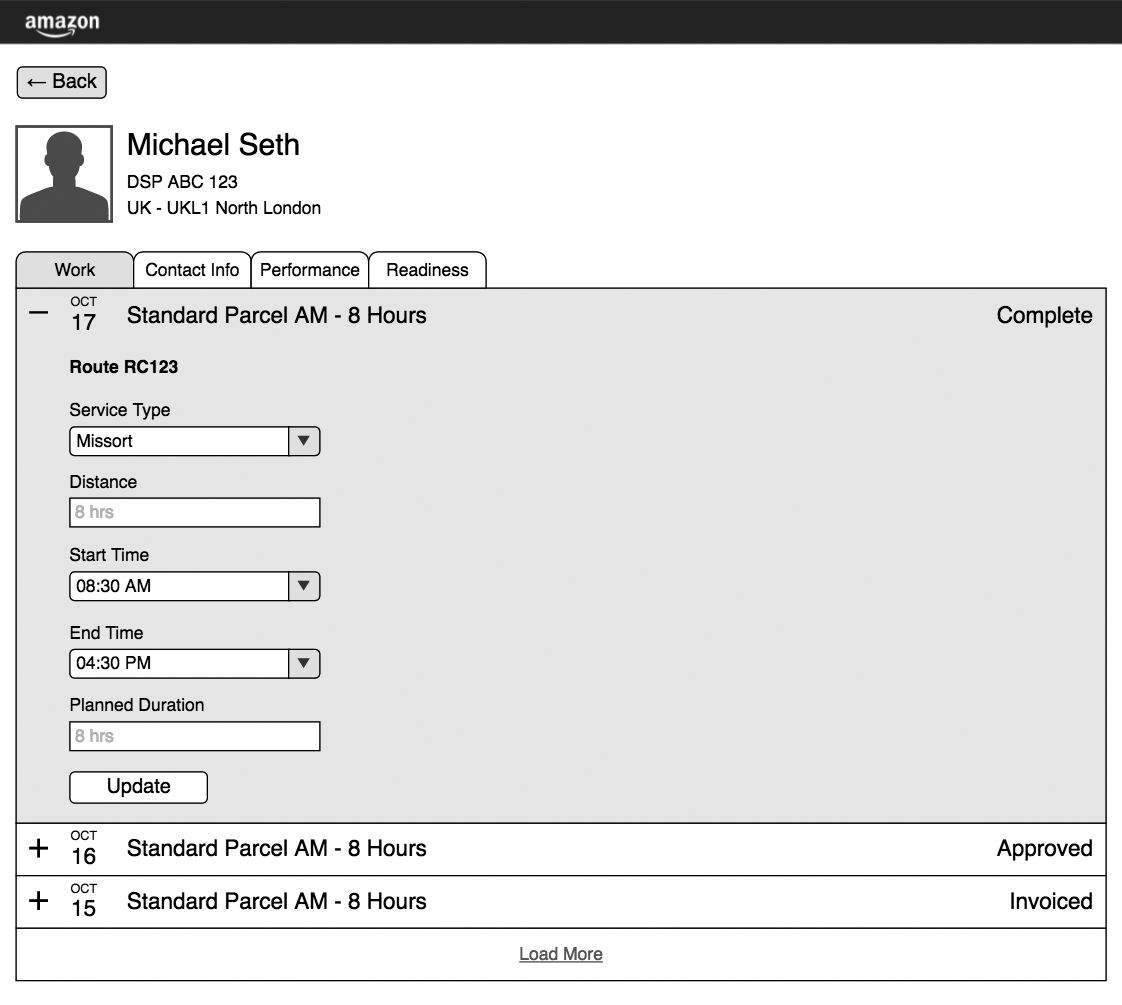 amazon
← Back
Michael Seth
DSP ABC 123
UK - UKL1 North London
Work Contact Info Performance Readiness
OCT
17 Standard Parcel AM - 8 Hours Complete
Route RC123
Service Type
Missort
Distance
8 hrs
Start Time
08:30 AM
End Time
04:30 PM
Planned Duration
8 hrs
Update
OCT
16 Standard Parcel AM - 8 Hours Approved
OCT
15 Standard Parcel AM - 8 Hours Invoiced
Load More